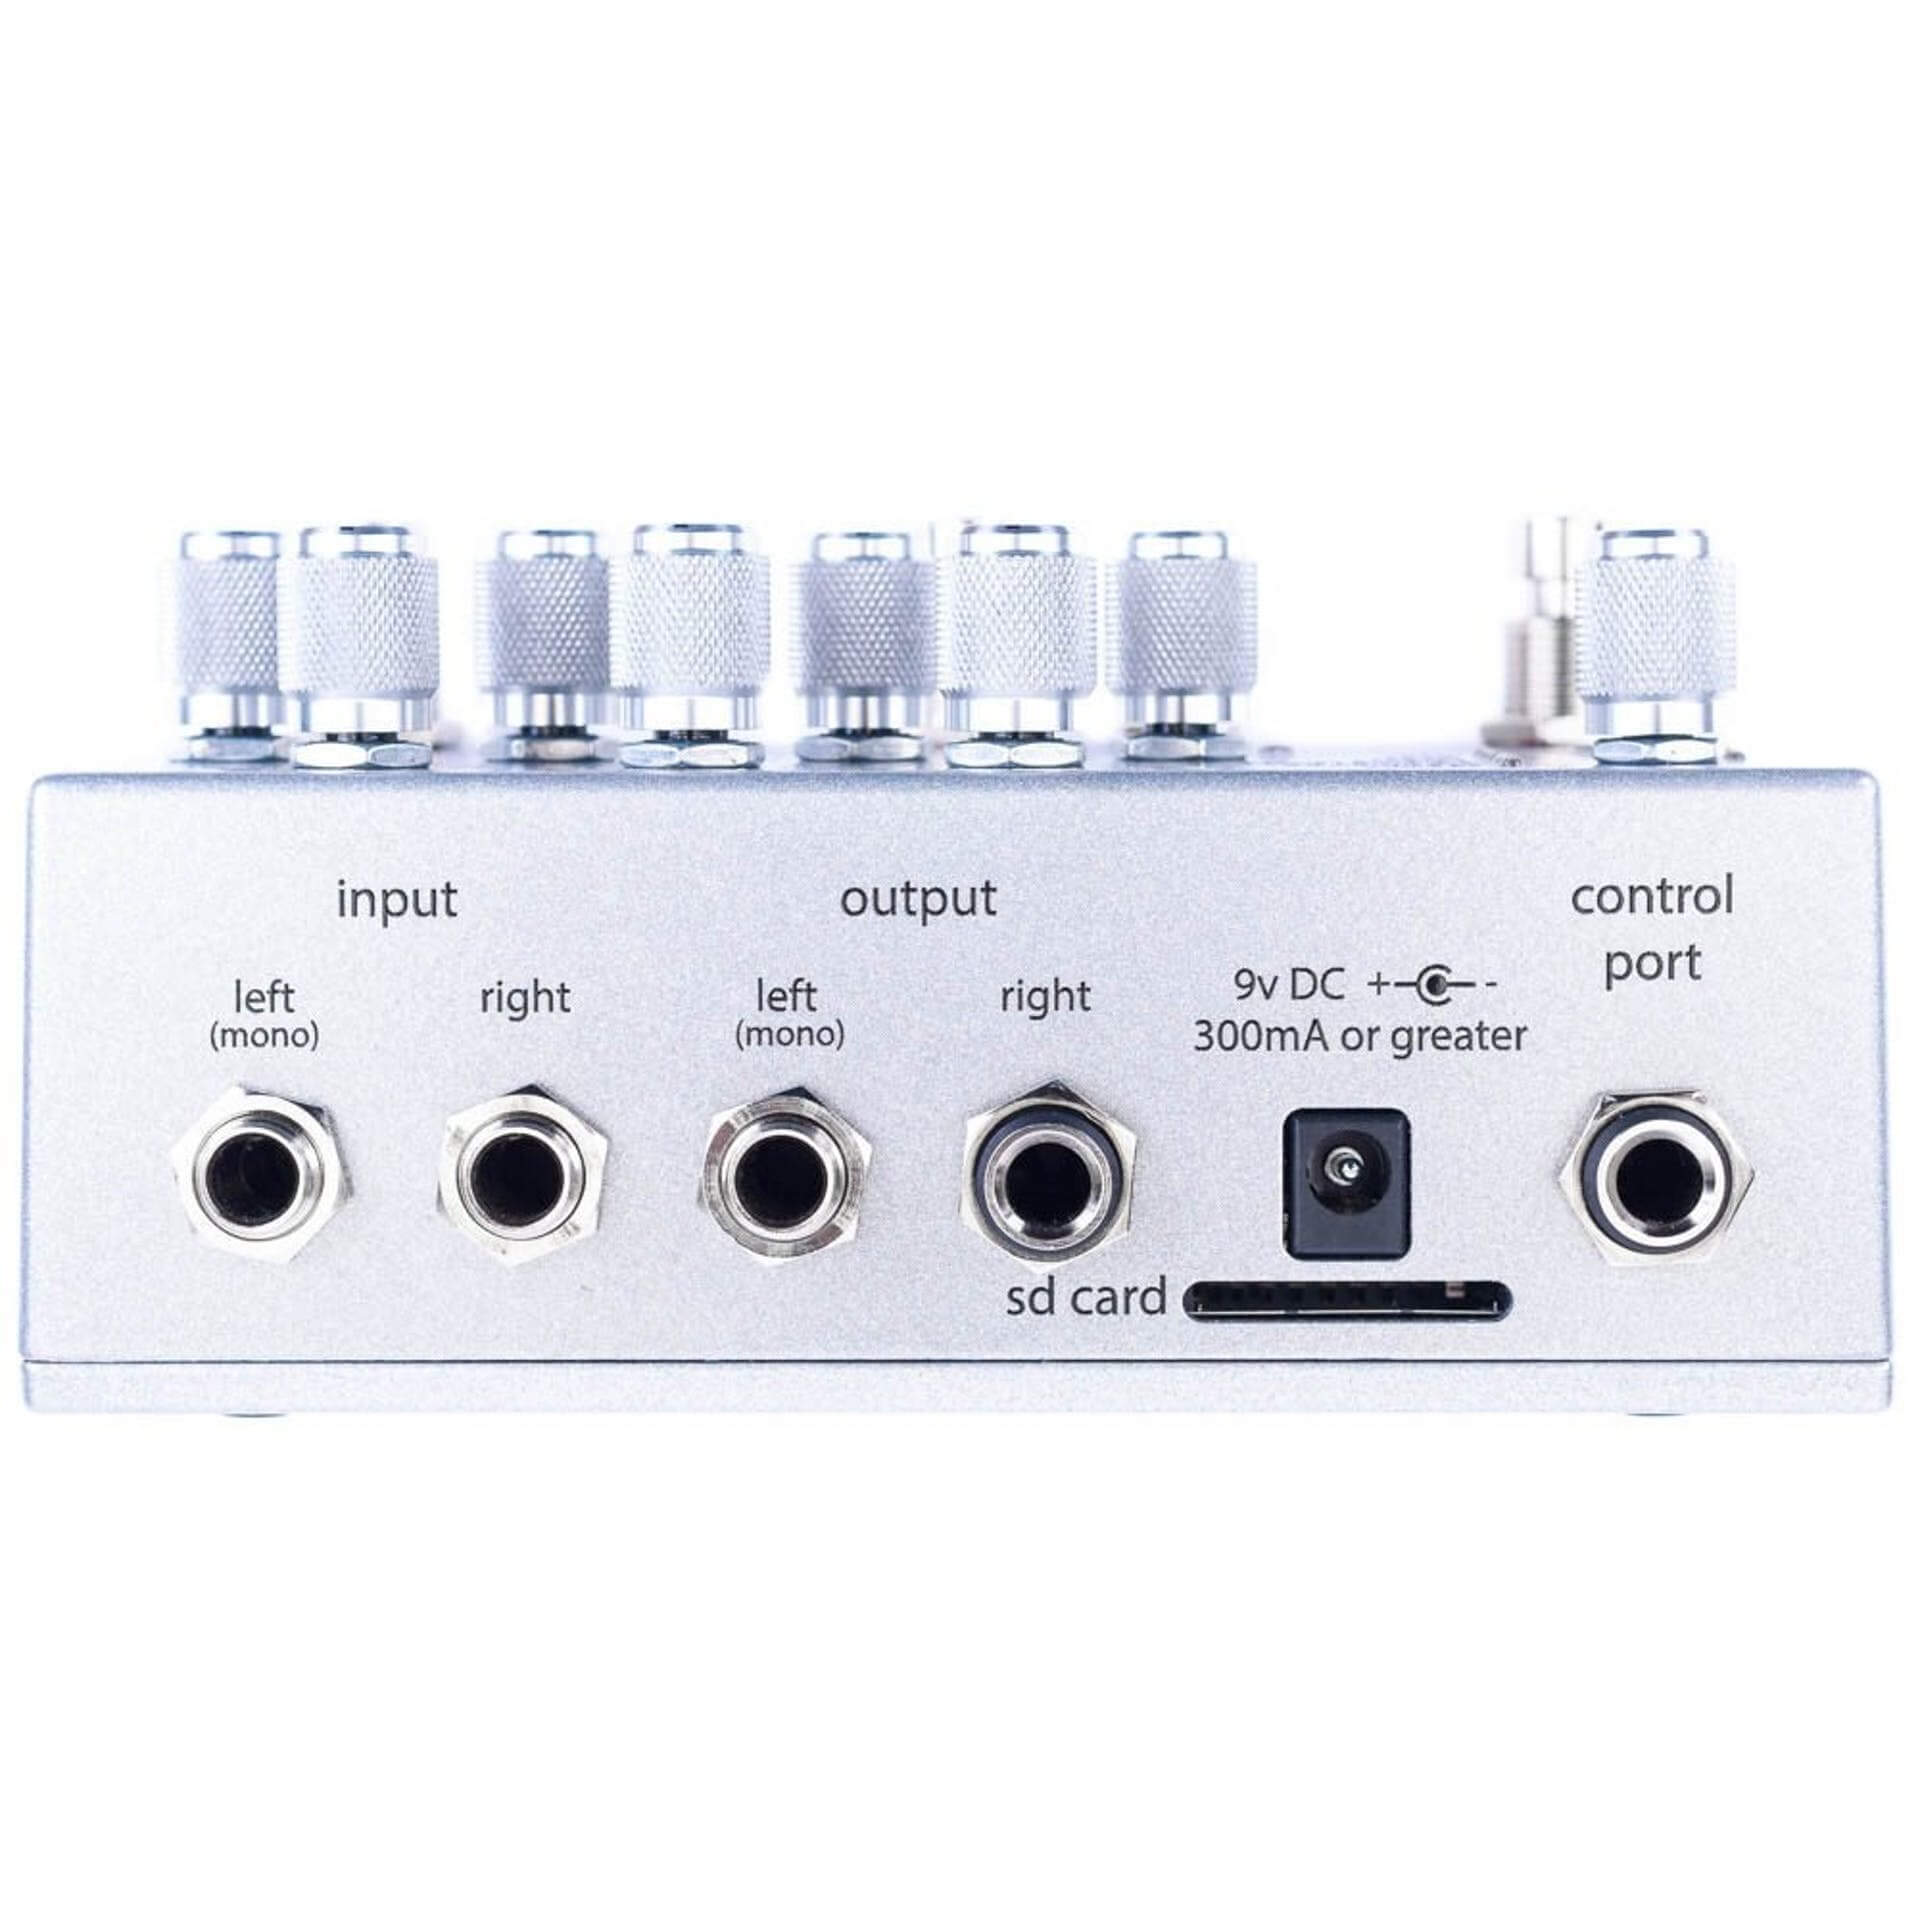 input
output
control
port
left
(mono)
right
left
(mono)
right
9v DC + -
300mA or greater
sd card